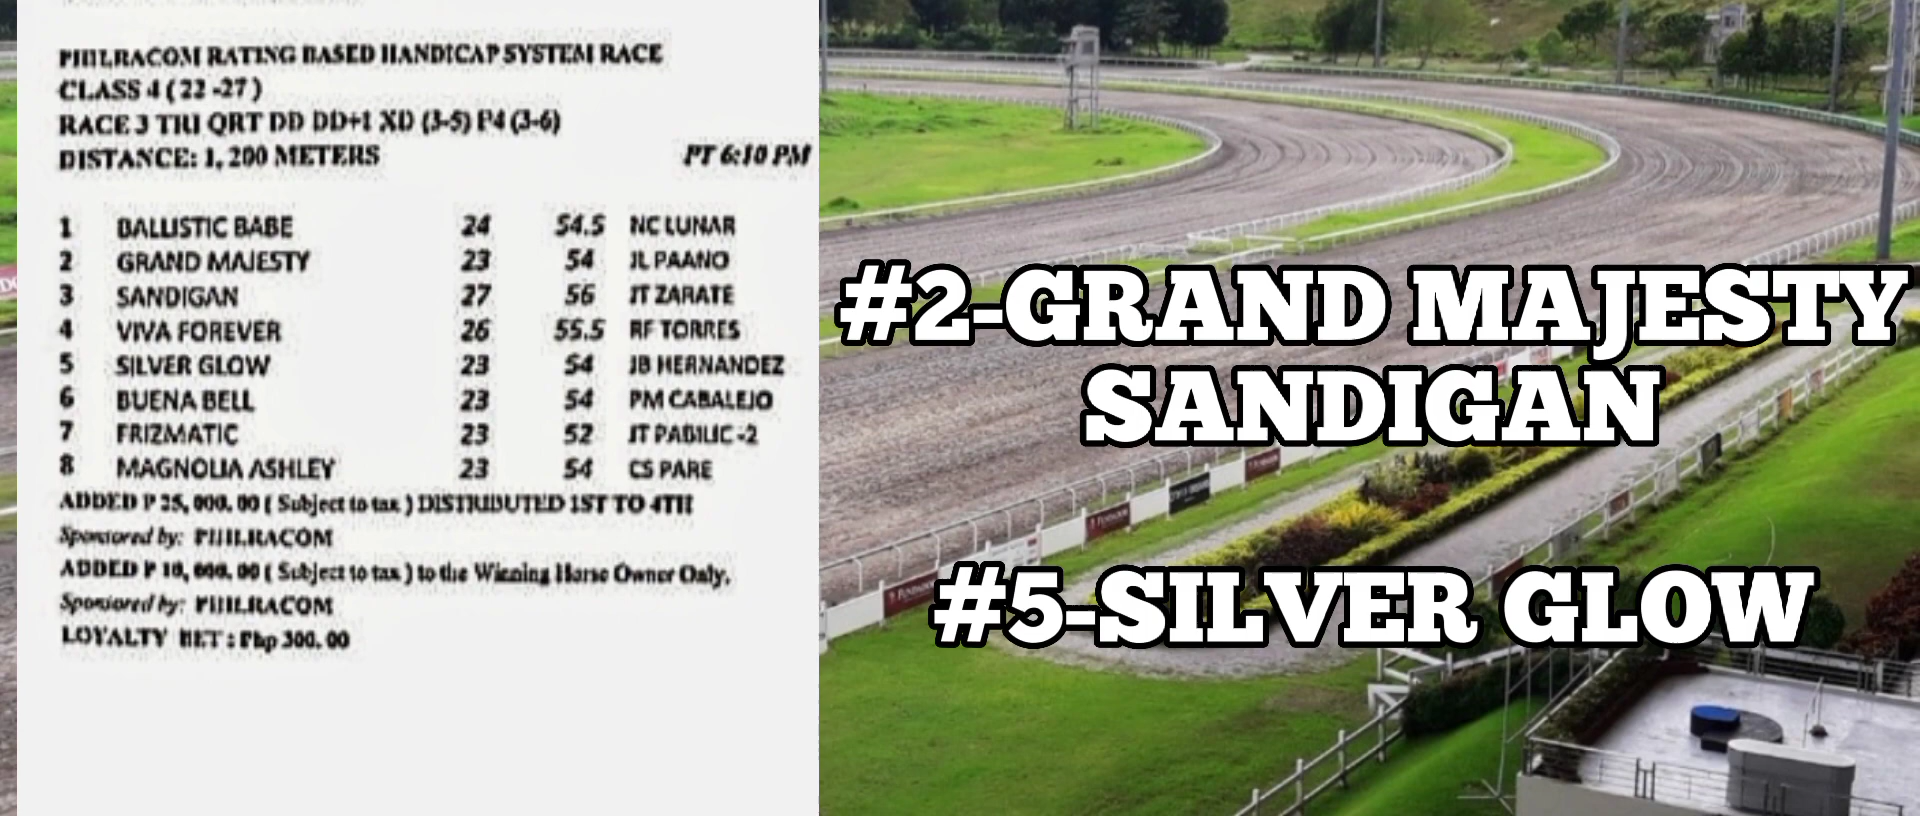 PHILRACOM RATING BASED HANDICAP SYSTEM RACE
CLASS 4 ( 22 -27 )
RACE 3 TRI QRT DD DD+1 XD (3-5) P4 (3-6)
DISTANCE: 1, 200 METERS PT 6:10 PM
1 BALLISTIC BABE 24 54.5 NC LUNAR
2 GRAND MAJESTY 23 54 JL PAANO
3 SANDIGAN 27 56 JT ZARATE
4 VIVA FOREVER 26 55.5 RF TORRES
5 SILVER GLOW 23 54 JB HERNANDEZ
6 BUENA BELL 23 54 PM CABALEJO
7 FRIZMATIC 23 52 JT PABILIC -2
8 MAGNOLIA ASHLEY 23 54 CS PARE
ADDED P 25, 000. 00 ( Subject to tax ) DISTRIBUTED 1ST TO 4TH
Sponsored by: PHILRACOM
ADDED P 10, 000. 00 ( Subject to tax ) to the Winning Horse Owner Only,
Sponsored by: PHILRACOM
LOYALTY BET : Php 300. 00
#2-GRAND MAJESTY
SANDIGAN
#5-SILVER GLOW